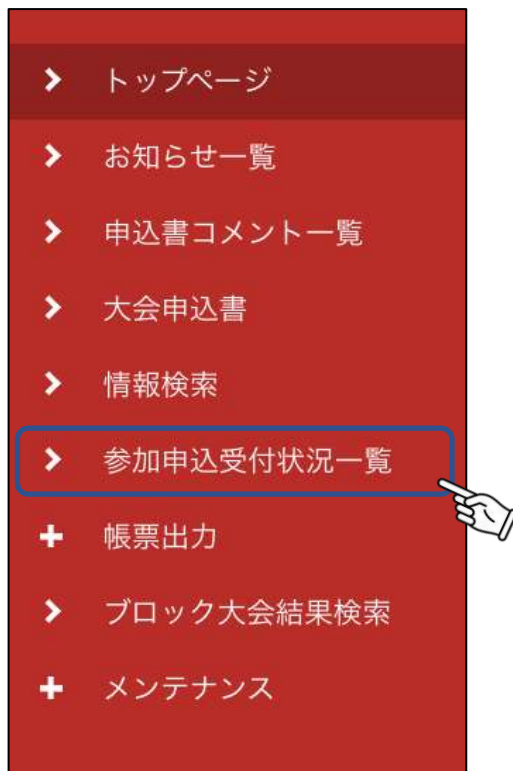 トップページ
お知らせ一覧
申込書コメント一覧
大会申込書
情報検索
参加申込受付状況一覧
帳票出力
ブロック大会結果検索
メンテナンス